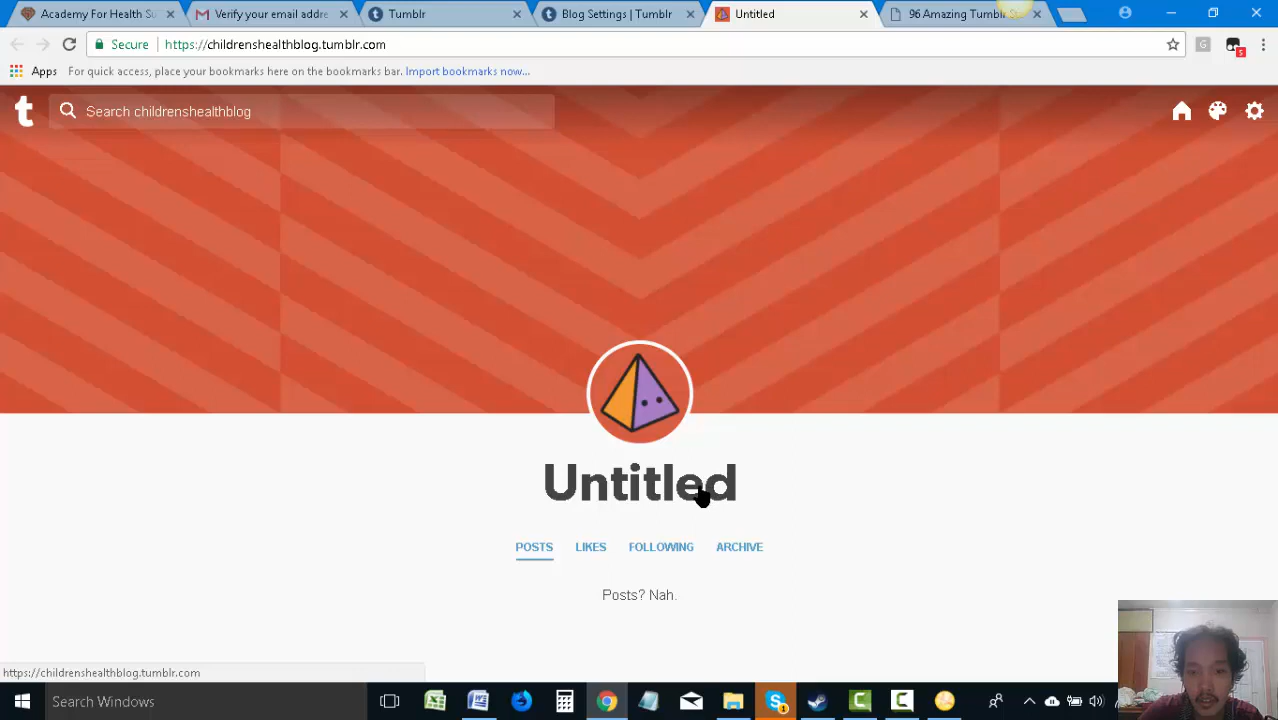 Academy For Health Su
Verify your email addre
Tumblr
Blog Settings | Tumblr
Untitled
96 Amazing Tumblr
Secure
https://childrenshealthblog.tumblr.com
Apps
For quick access, place your bookmarks here on the bookmarks bar. Import bookmarks now...
t
Search childrenshealthblog
Untitled
POSTS LIKES FOLLOWING ARCHIVE
Posts? Nah.
https://childrenshealthblog.tumblr.com
Search Windows